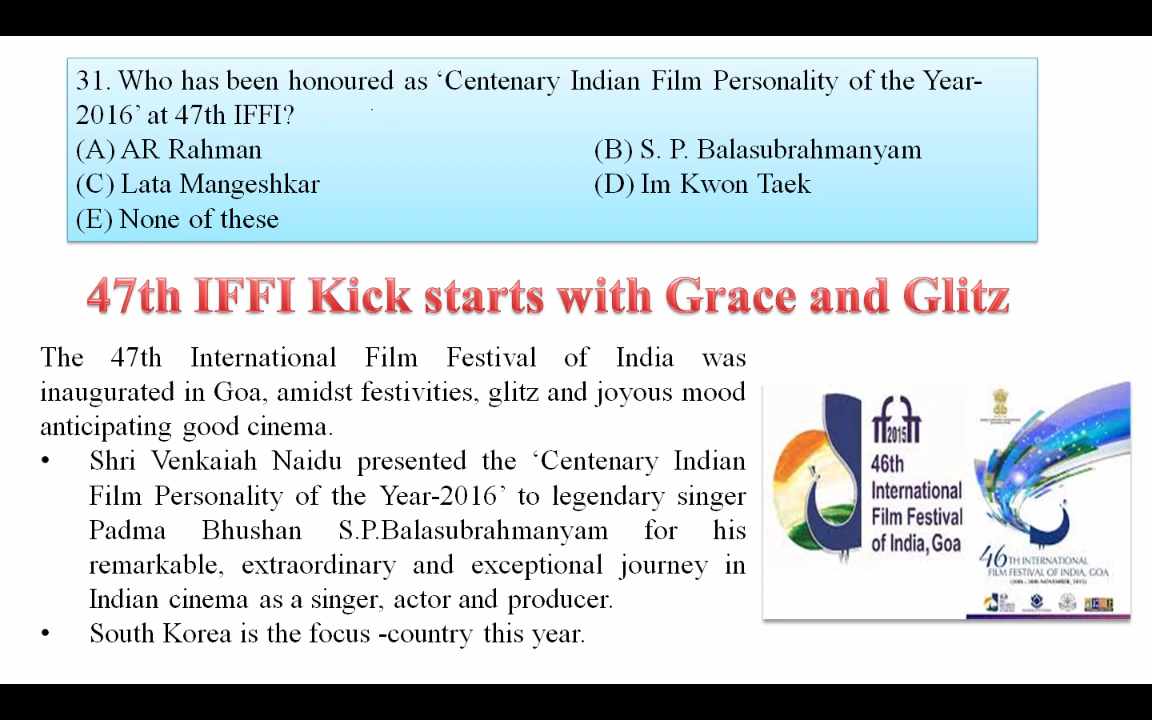 31. Who has been honoured as ‘Centenary Indian Film Personality of the Year-
2016’ at 47th IFFI?
(A) AR Rahman
(B) S. P. Balasubrahmanyam
(C) Lata Mangeshkar
(D) Im Kwon Taek
(E) None of these
47th IFFI Kick starts with Grace and Glitz
The 47th International Film Festival of India was
inaugurated in Goa, amidst festivities, glitz and joyous mood
anticipating good cinema.
• Shri Venkaiah Naidu presented the ‘Centenary Indian
Film Personality of the Year-2016’ to legendary singer
Padma Bhushan S.P.Balasubrahmanyam for his
remarkable, extraordinary and exceptional journey in
Indian cinema as a singer, actor and producer.
• South Korea is the focus -country this year.
2015
46th
International
Film Festival
of India, Goa
46TH INTERNATIONAL
FILM FESTIVAL OF INDIA, GOA
(20th - 30th NOVEMBER, 2015)